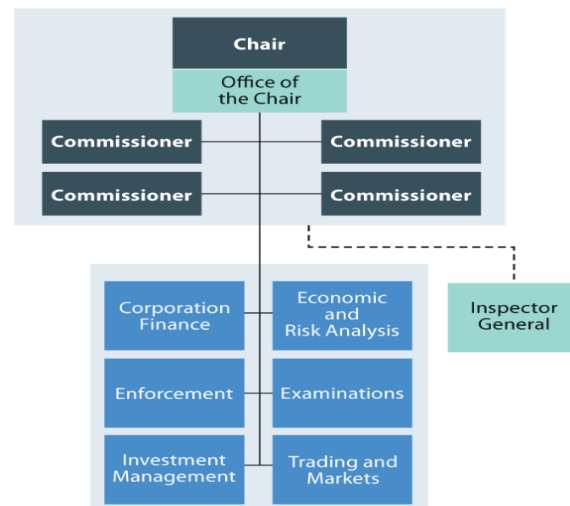 Chair
Office of
the Chair
Commissioner
Commissioner
Commissioner
Commissioner
Corporation
Finance
Economic
and
Risk Analysis
Inspector
General
Enforcement
Examinations
Investment
Management
Trading and
Markets